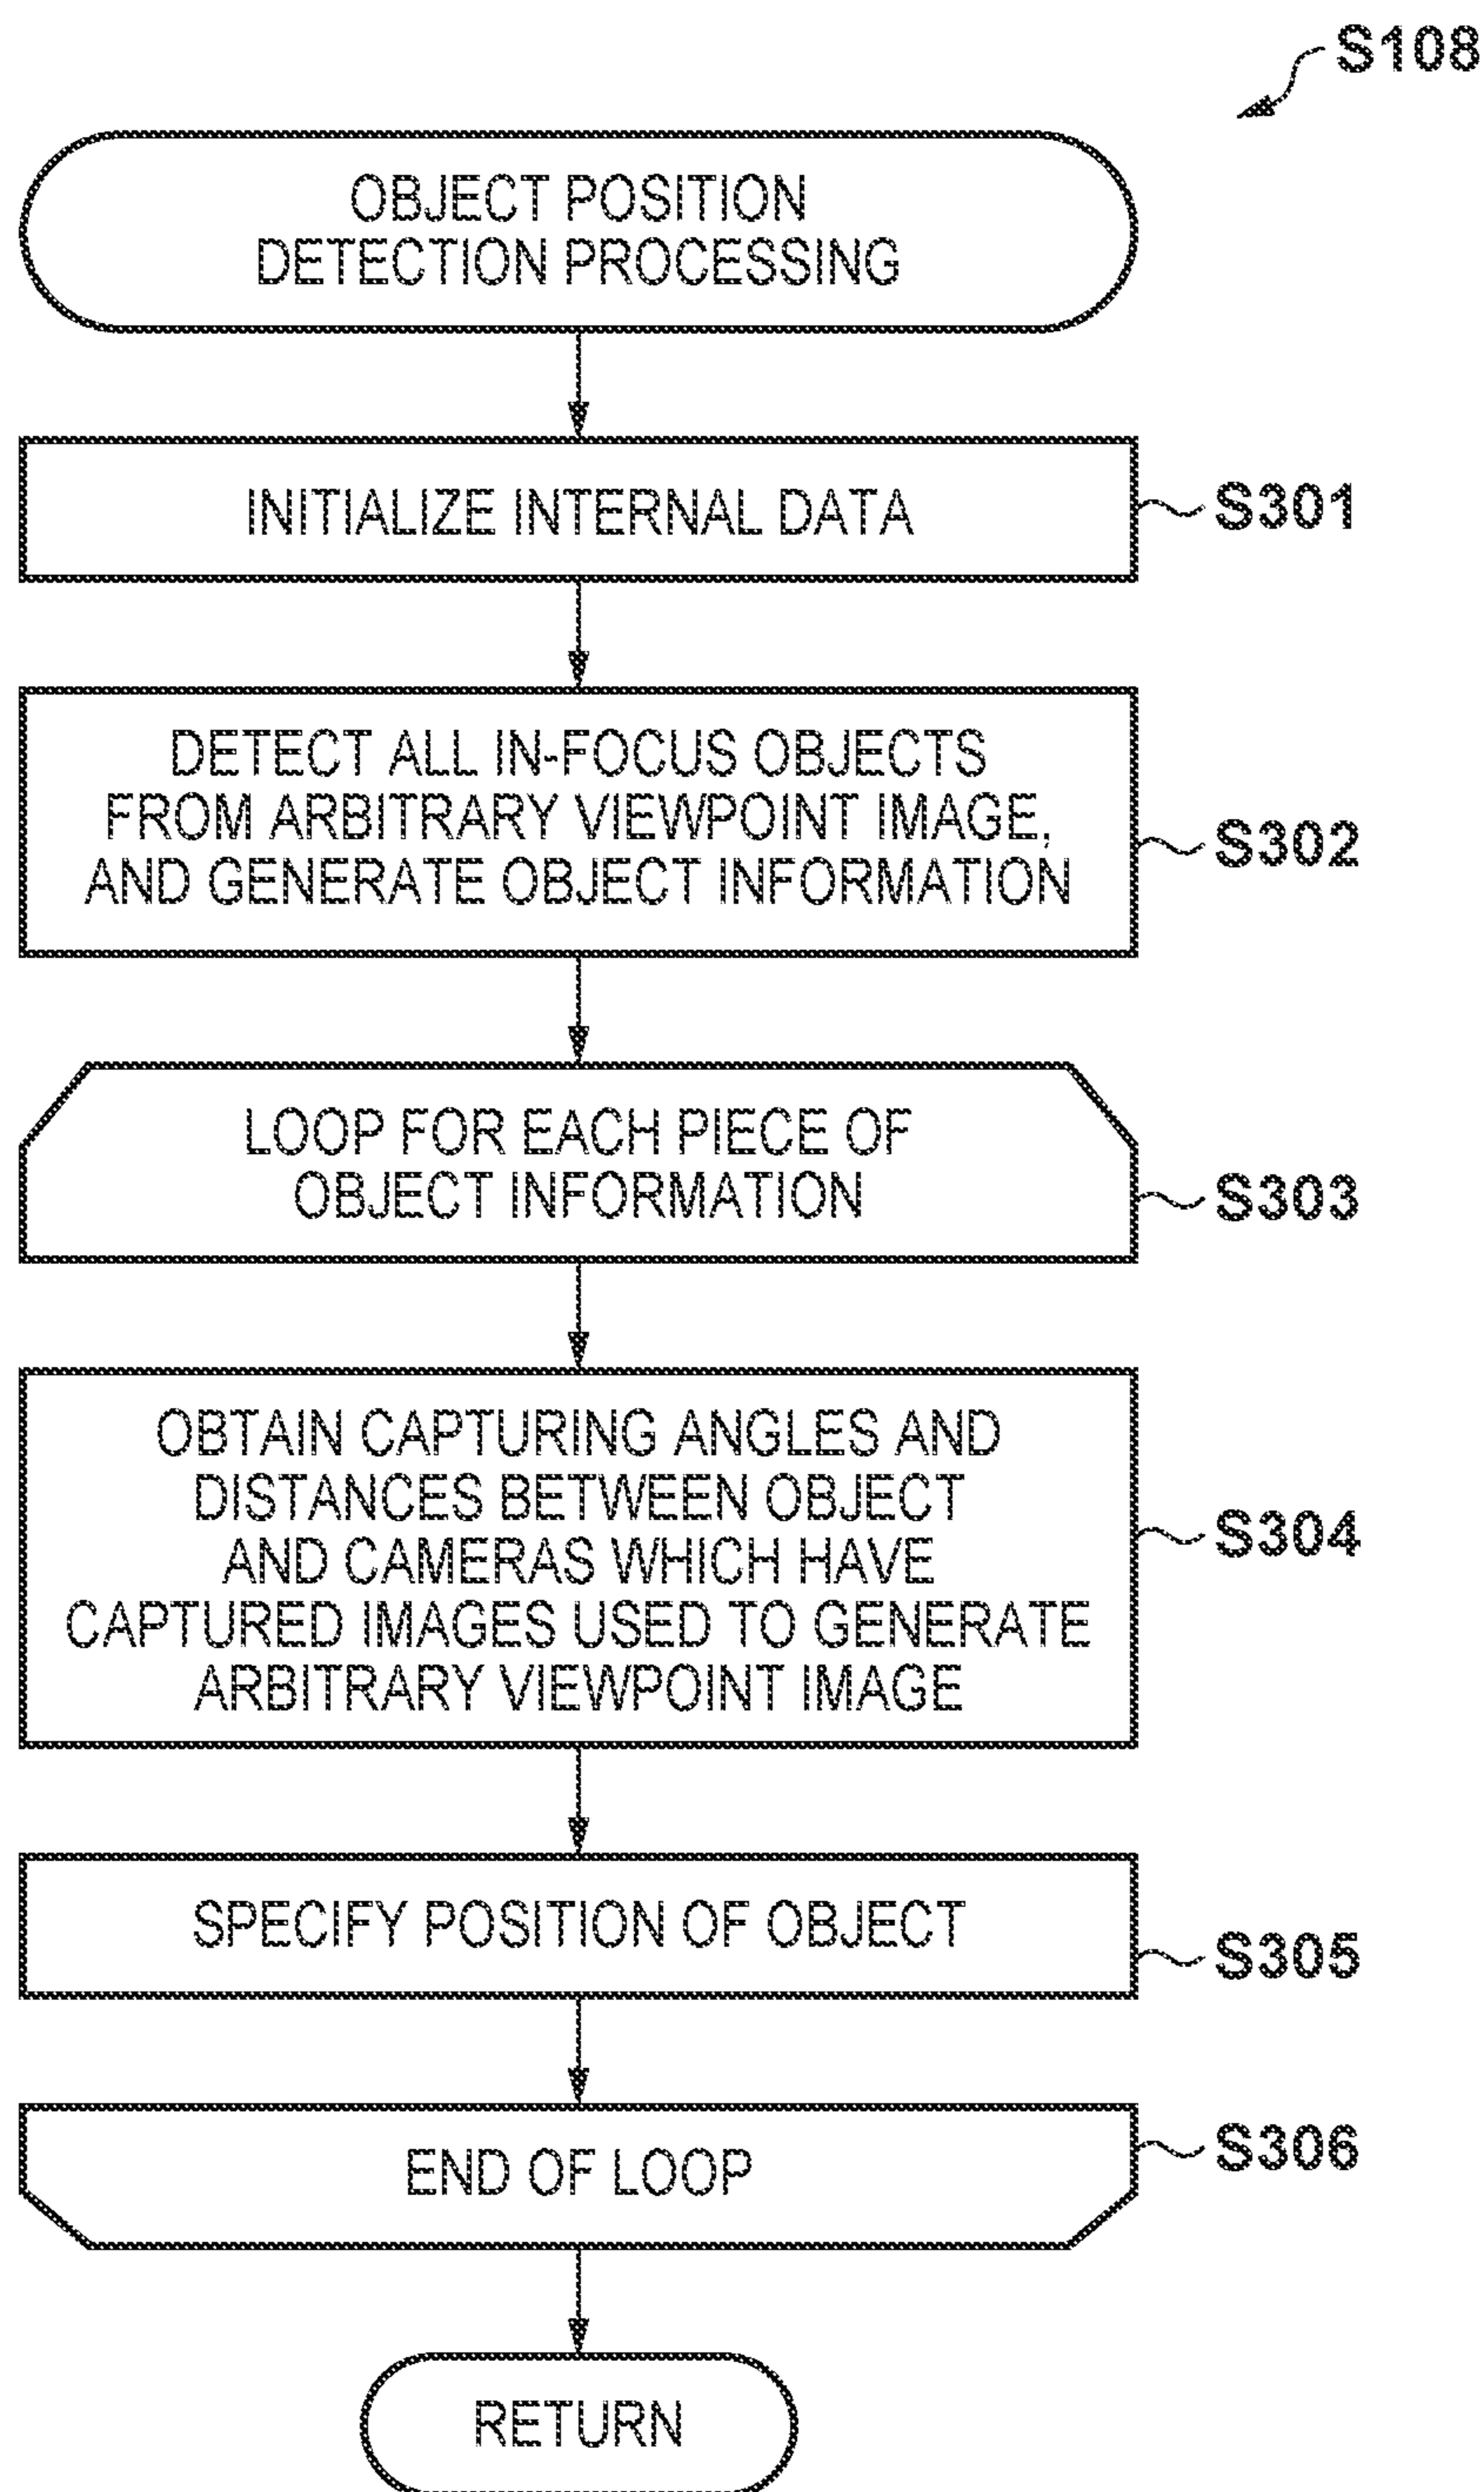 S108
OBJECT POSITION
DETECTION PROCESSING
INITIALIZE INTERNAL DATA
S301
DETECT ALL IN-FOCUS OBJECTS
FROM ARBITRARY VIEWPOINT IMAGE,
AND GENERATE OBJECT INFORMATION
S302
LOOP FOR EACH PIECE OF
OBJECT INFORMATION
S303
OBTAIN CAPTURING ANGLES AND
DISTANCES BETWEEN OBJECT
AND CAMERAS WHICH HAVE
CAPTURED IMAGES USED TO GENERATE
ARBITRARY VIEWPOINT IMAGE
S304
SPECIFY POSITION OF OBJECT
S305
END OF LOOP
S306
RETURN